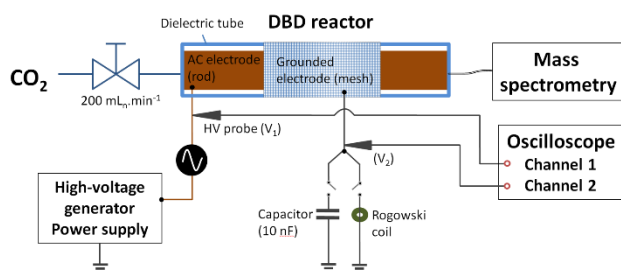 Dielectric tube
DBD reactor
AC electrode
(rod)
Grounded
electrode (mesh)
CO2
200 mLn.min-1
Mass
spectrometry
HV probe (V1)
(V2)
Oscilloscope
Channel 1
Channel 2
High-voltage
generator
Power supply
Capacitor
(10 nF)
Rogowski
coil